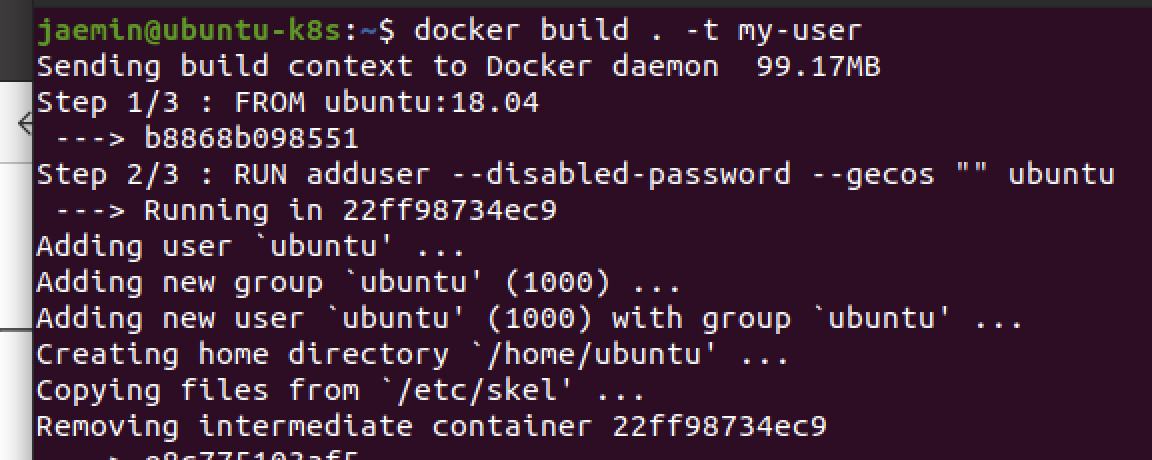 jaemin@ubuntu-k8s:~$ docker build . -t my-user
Sending build context to Docker daemon  99.17MB
Step 1/3 : FROM ubuntu:18.04
 ---> b8868b098551
Step 2/3 : RUN adduser --disabled-password --gecos "" ubuntu
 ---> Running in 22ff98734ec9
Adding user `ubuntu' ...
Adding new group `ubuntu' (1000) ...
Adding new user `ubuntu' (1000) with group `ubuntu' ...
Creating home directory `/home/ubuntu' ...
Copying files from `/etc/skel' ...
Removing intermediate container 22ff98734ec9